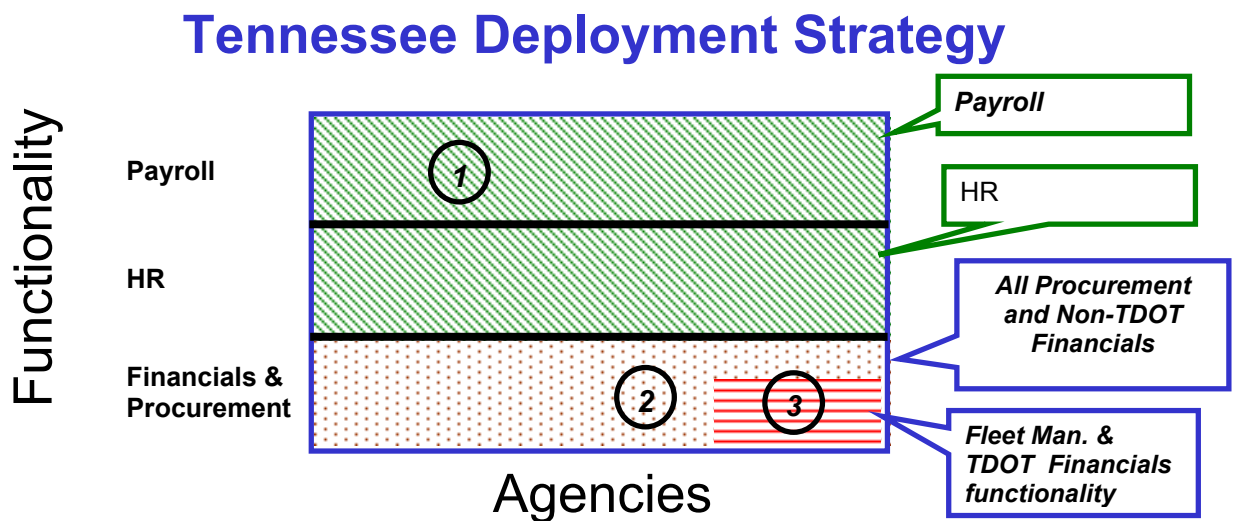 Tennessee Deployment Strategy
Functionality
Payroll
HR
Financials &
Procurement
1
2
3
Payroll
HR
All Procurement
and Non-TDOT
Financials
Fleet Man. &
TDOT Financials
functionality
Agencies